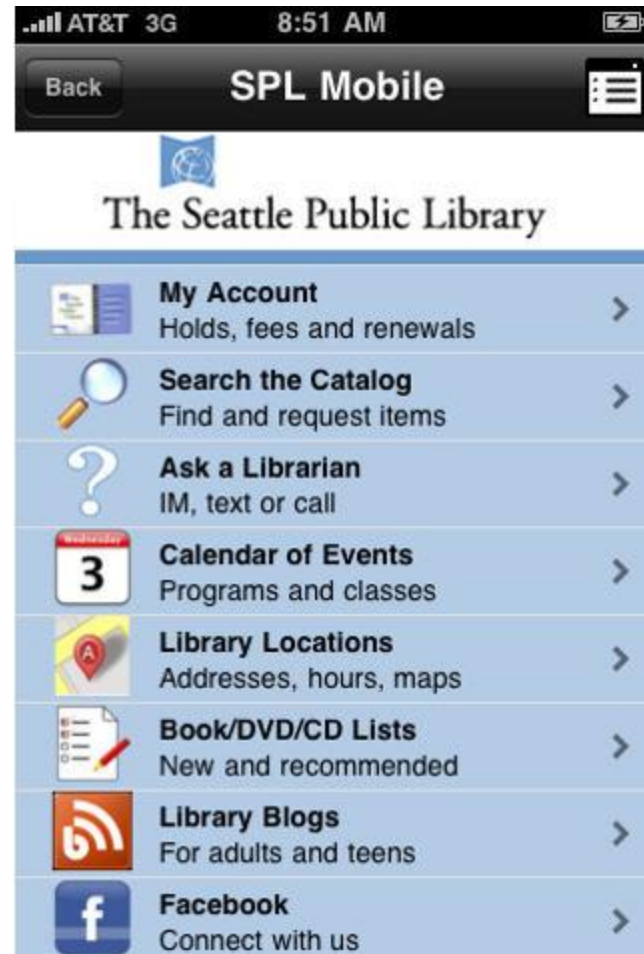 AT&T 3G 8:51 AM
Back SPL Mobile
The Seattle Public Library
My Account
Holds, fees and renewals
Search the Catalog
Find and request items
Ask a Librarian
IM, text or call
Wednesday
3
Calendar of Events
Programs and classes
A
Library Locations
Addresses, hours, maps
Book/DVD/CD Lists
New and recommended
Library Blogs
For adults and teens
f
Facebook
Connect with us